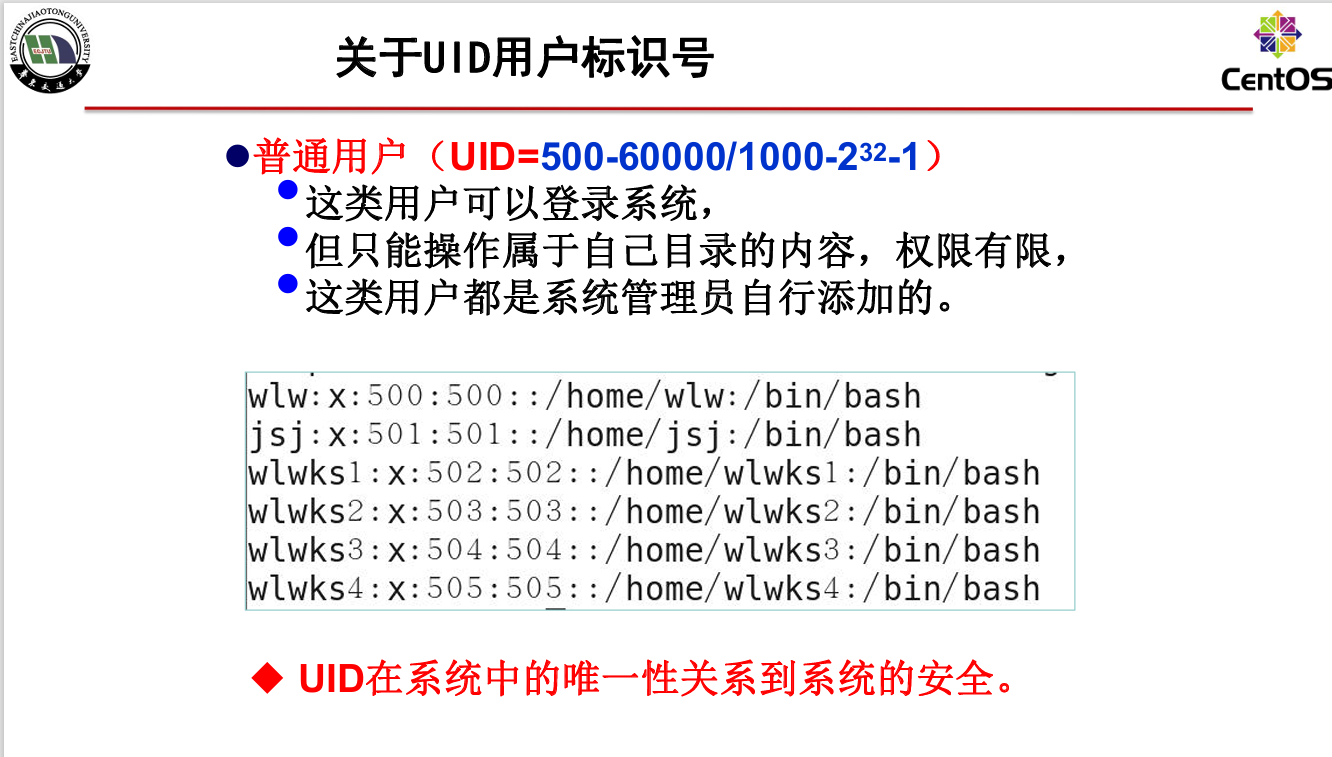 EASTCHINAJIAOTONGUNIVERSITY
ECJTU
华东交通大学
关于UID用户标识号
CentOS
普通用户（UID=500-60000/1000-2³²-1）
这类用户可以登录系统，
但只能操作属于自己目录的内容，权限有限，
这类用户都是系统管理员自行添加的。
wlw:x:500:500::/home/wlw:/bin/bash
jsj:x:501:501::/home/jsj:/bin/bash
wlwks1:x:502:502::/home/wlwks1:/bin/bash
wlwks2:x:503:503::/home/wlwks2:/bin/bash
wlwks3:x:504:504::/home/wlwks3:/bin/bash
wlwks4:x:505:505::/home/wlwks4:/bin/bash
UID在系统中的唯一性关系到系统的安全。